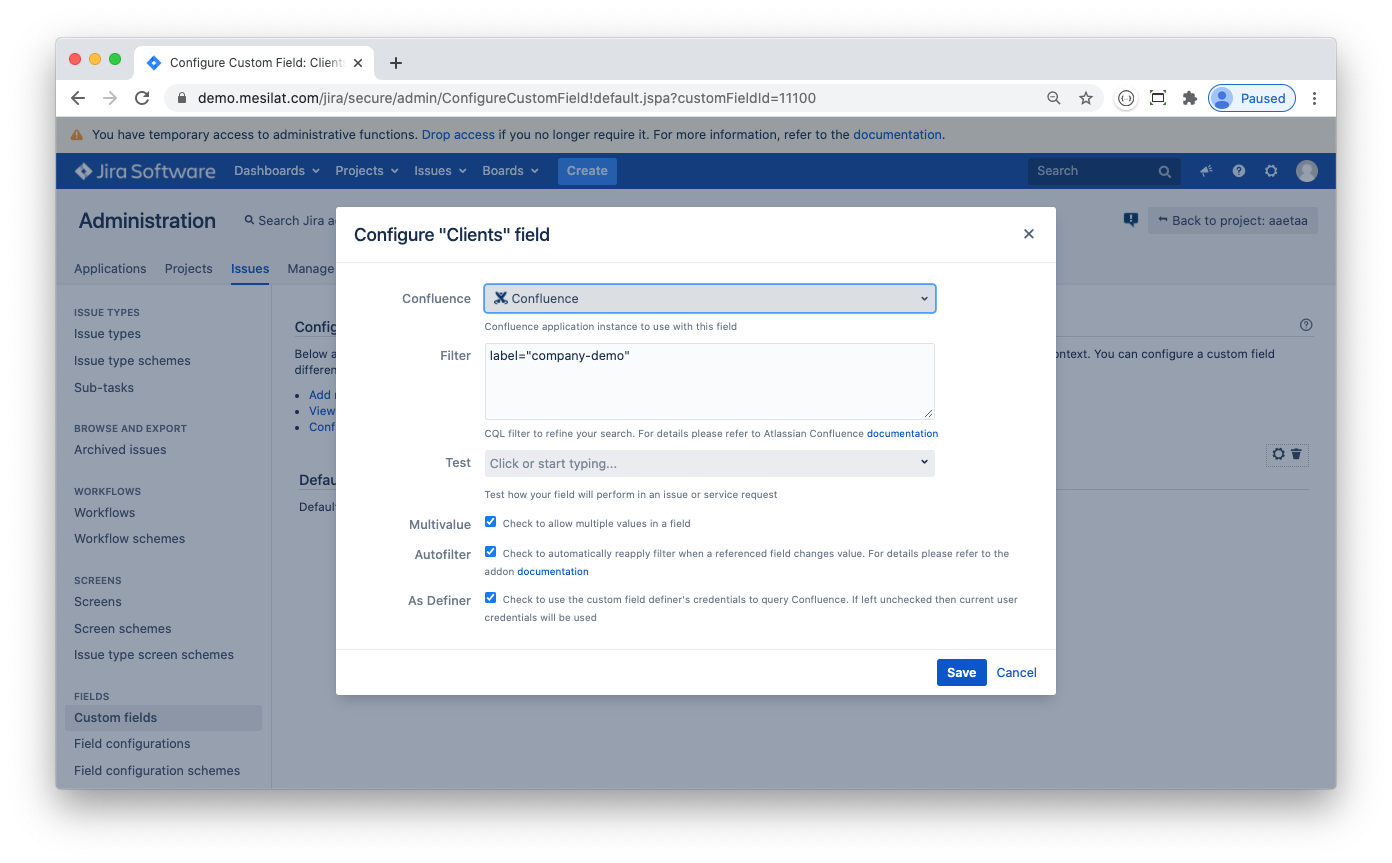 Configure Custom Field: Client
demo.mesilat.com/jira/secure/admin/ConfigureCustomField!default.jspa?customFieldId=11100
Paused
You have temporary access to administrative functions. Drop access if you no longer require it. For more information, refer to the documentation.
Jira Software
Dashboards
Projects
Issues
Boards
Create
Search
Administration
Search Jira a
Back to project: aaetaa
Applications
Projects
Issues
Manage
ISSUE TYPES
Issue types
Issue type schemes
Sub-tasks
BROWSE AND EXPORT
Archived issues
WORKFLOWS
Workflows
Workflow schemes
SCREENS
Screens
Screen schemes
Issue type screen schemes
FIELDS
Custom fields
Field configurations
Field configuration schemes
Config
Below a
ontext. You can configure a custom field
differen
Add
View
Conf
Defau
Defaul
Configure "Clients" field
Confluence
Confluence
Confluence application instance to use with this field
Filter
label="company-demo"
CQL filter to refine your search. For details please refer to Atlassian Confluence documentation
Test
Click or start typing...
Test how your field will perform in an issue or service request
Multivalue
Check to allow multiple values in a field
Autofilter
Check to automatically reapply filter when a referenced field changes value. For details please refer to the
addon documentation
As Definer
Check to use the custom field definer's credentials to query Confluence. If left unchecked then current user
credentials will be used
Save
Cancel